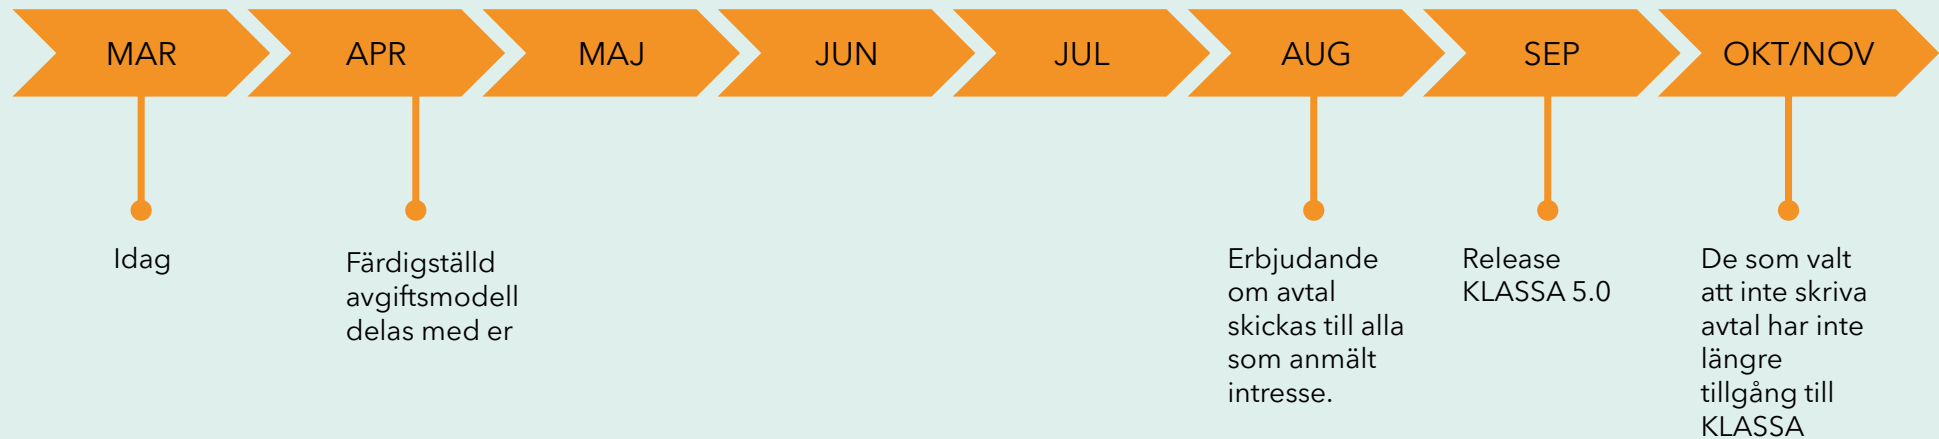 MAR
APR
MAJ
JUN
JUL
AUG
SEP
OKT/NOV
Idag
Färdigställd
avgiftsmodell
delas med er
Erbjudande
om avtal
skickas till alla
som anmält
intresse.
Release
KLASSA 5.0
De som valt
att inte skriva
avtal har inte
längre
tillgång till
KLASSA